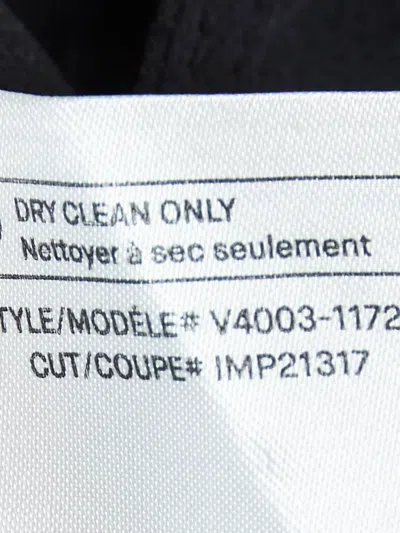 DRY CLEAN ONLY
Nettoyer à sec seulement
TYLE/MODÈLE# V4003-1172
CUT/COUPE# IMP21317